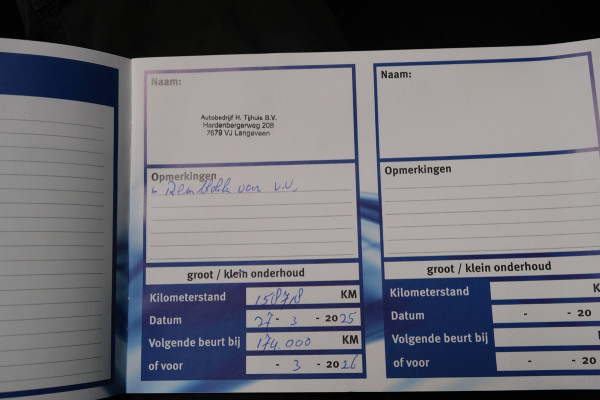 Naam:
Autobedrijf H. Tijhuis B.V.
Hardenbergerweg 208
7679 VJ Langeveen
Opmerkingen
Remblokk van v.v.
groot / klein onderhoud
Kilometerstand 158718 KM
Datum 27 - 3 - 2025
Volgende beurt bij 174.000 KM
of voor - 3 - 2026
Naam:
Opmerkingen
groot / klein onderhoud
Kilometerstand K
Datum - - 20
Volgende beurt bij
of voor - - 20